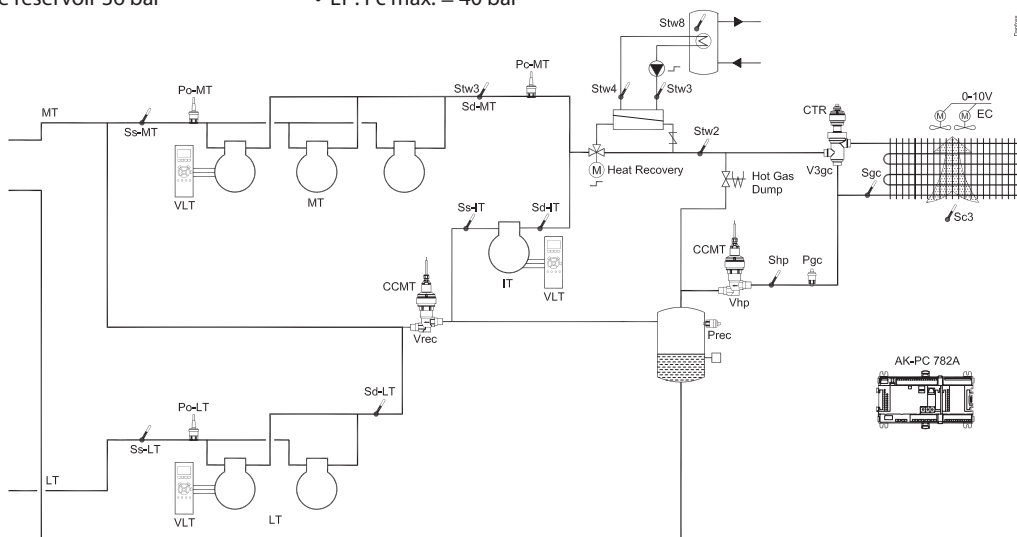 Stw8
Pc-MT
Po-MT
Stw3
Stw4
Stw3
0-10V
MT
Sd-MT
CTR
M
M
EC
Ss-MT
Stw2
M
Heat Recovery
V3gc
Hot Gas
Dump
Sgc
VLT
MT
Ss-IT
Sd-IT
Sc3
CCMT
Shp
Pgc
CCMT
IT
VLT
Vhp
Vrec
Prec
AK-PC 782A
Sd-LT
Po-LT
Ss-LT
LT
VLT
LT